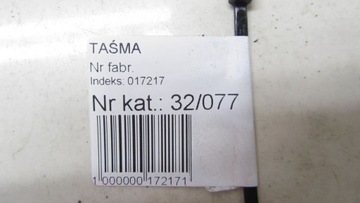 TAŚMA
Nr fabr.
Indeks: 017217
Nr kat.: 32/077
1 000000 172171